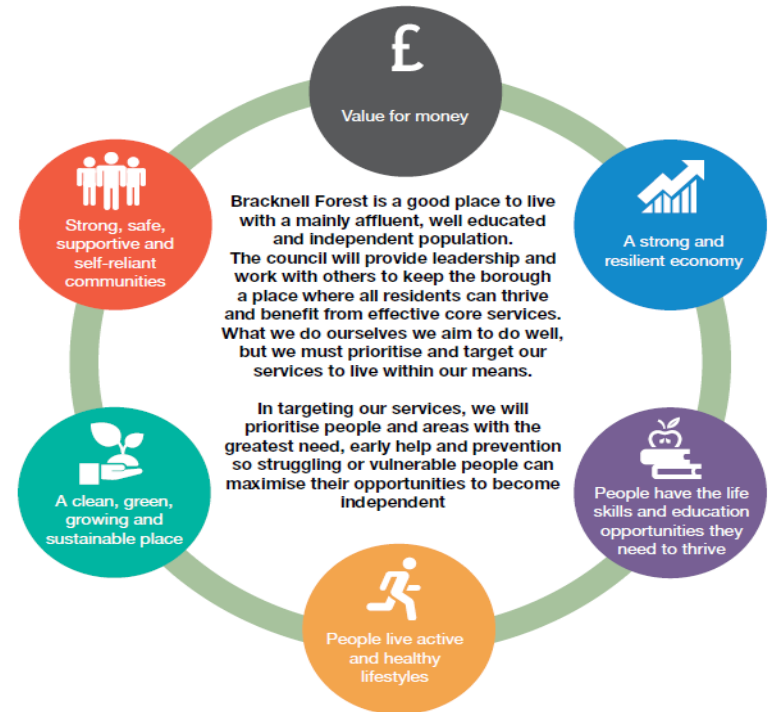 £
Value for money
A strong and
resilient economy
People have the life
skills and education
opportunities they
need to thrive
People live active
and healthy
lifestyles
A clean, green,
growing and
sustainable place
Strong, safe,
supportive and
self-reliant
communities
Bracknell Forest is a good place to live
with a mainly affluent, well educated
and independent population.
The council will provide leadership and
work with others to keep the borough
a place where all residents can thrive
and benefit from effective core services.
What we do ourselves we aim to do well,
but we must prioritise and target our
services to live within our means.
In targeting our services, we will
prioritise people and areas with the
greatest need, early help and prevention
so struggling or vulnerable people can
maximise their opportunities to become
independent